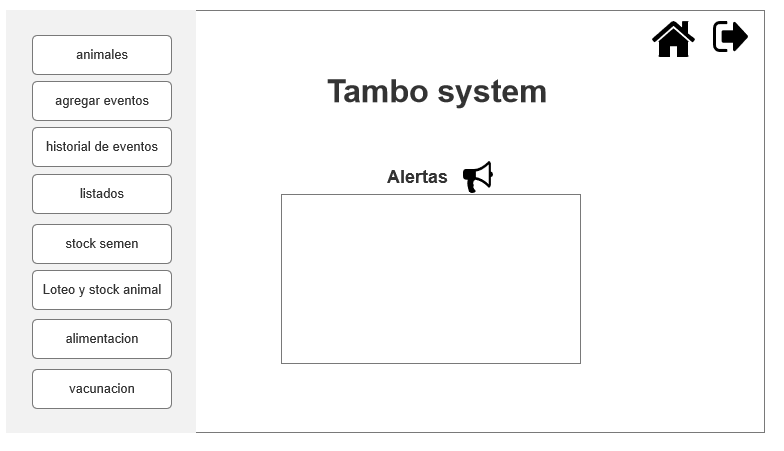 animales
agregar eventos
historial de eventos
listados
stock semen
Loteo y stock animal
alimentacion
vacunacion
Tambo system
Alertas